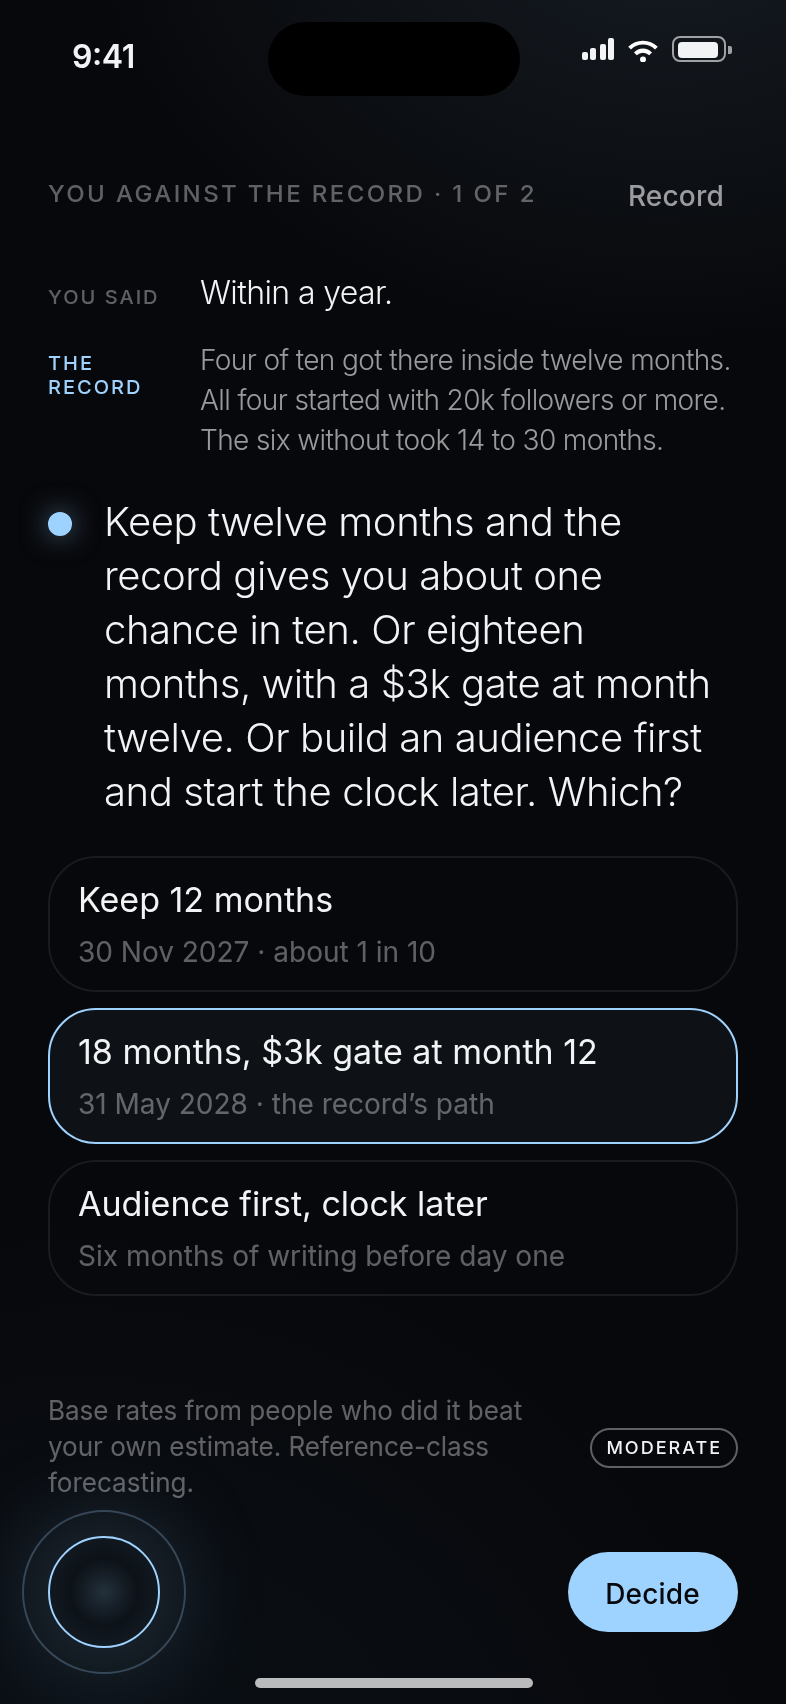 9:41
YOU AGAINST THE RECORD · 1 OF 2
Record
YOU SAID
Within a year.
THE
RECORD
Four of ten got there inside twelve months.
All four started with 20k followers or more.
The six without took 14 to 30 months.
Keep twelve months and the
record gives you about one
chance in ten. Or eighteen
months, with a $3k gate at month
twelve. Or build an audience first
and start the clock later. Which?
Keep 12 months
30 Nov 2027 · about 1 in 10
18 months, $3k gate at month 12
31 May 2028 · the record’s path
Audience first, clock later
Six months of writing before day one
Base rates from people who did it beat
your own estimate. Reference-class
forecasting.
MODERATE
Decide